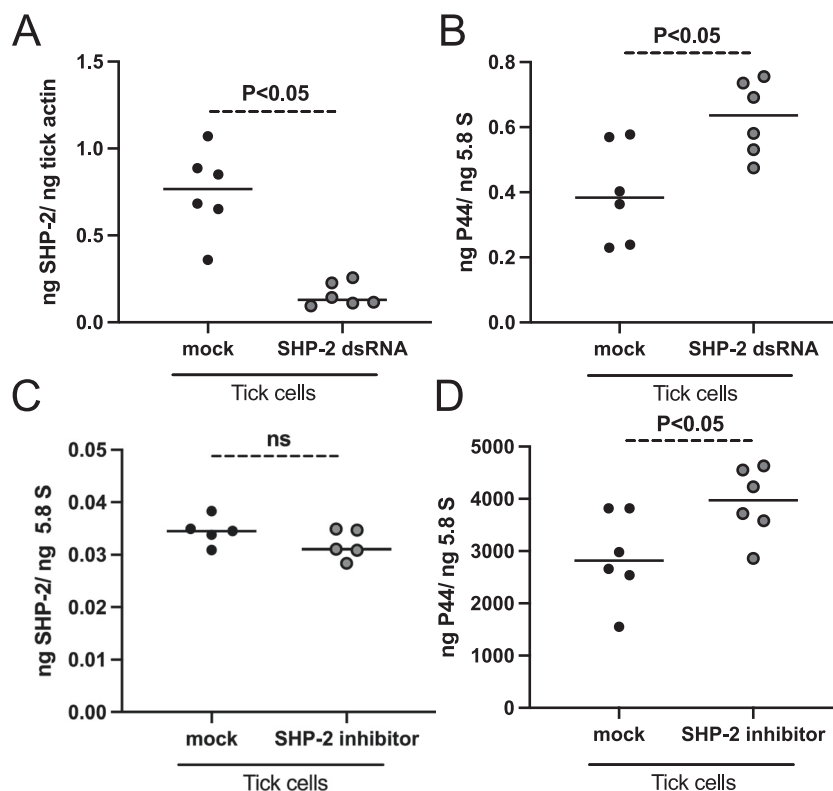 A
P<0.05
1.5
1.0
0.5
0.0
ng SHP-2/ ng tick actin
mock
SHP-2 dsRNA
Tick cells
B
P<0.05
0.8
0.6
0.4
0.2
0.0
ng P44/ ng 5.8 S
mock
SHP-2 dsRNA
Tick cells
C
ns
0.05
0.04
0.03
0.02
0.01
0.00
ng SHP-2/ ng 5.8 S
mock
SHP-2 inhibitor
Tick cells
D
P<0.05
5000
4000
3000
2000
1000
0
ng P44/ ng 5.8 S
mock
SHP-2 inhibitor
Tick cells